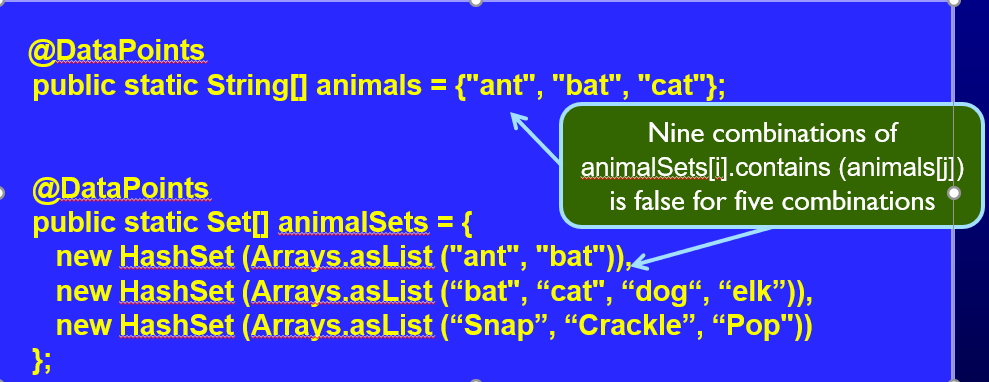 @DataPoints
public static String[] animals = {"ant", "bat", "cat"};
Nine combinations of
animalSets[i].contains (animals[j])
is false for five combinations
@DataPoints
public static Set[] animalSets = {
new HashSet (Arrays.asList ("ant", "bat")),
new HashSet (Arrays.asList (“bat", “cat", “dog“, “elk”)),
new HashSet (Arrays.asList (“Snap”, “Crackle”, “Pop"))
};